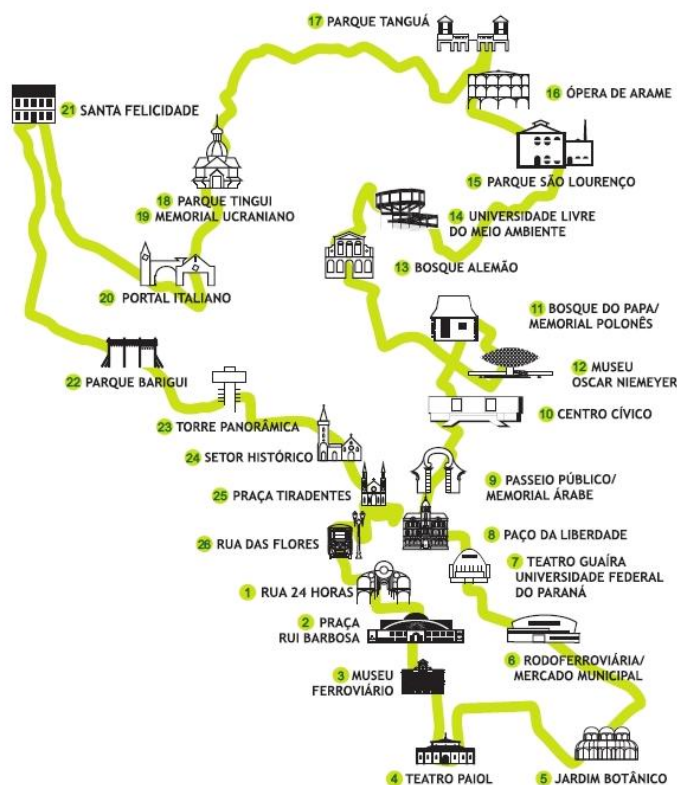 17 PARQUE TANGUÁ
16 ÓPERA DE ARAME
21 SANTA FELICIDADE
15 PARQUE SÃO LOURENÇO
18 PARQUE TINGUI
19 MEMORIAL UCRANIANO
14 UNIVERSIDADE LIVRE
DO MEIO AMBIENTE
13 BOSQUE ALEMÃO
20 PORTAL ITALIANO
11 BOSQUE DO PAPA/
MEMORIAL POLONÊS
12 MUSEU
OSCAR NIEMEYER
22 PARQUE BARIGUI
10 CENTRO CÍVICO
23 TORRE PANORÂMICA
24 SETOR HISTÓRICO
9 PASSEIO PÚBLICO/
MEMORIAL ÁRABE
25 PRAÇA TIRADENTES
8 PAÇO DA LIBERDADE
26 RUA DAS FLORES
7 TEATRO GUAÍRA
UNIVERSIDADE FEDERAL
DO PARANÁ
1 RUA 24 HORAS
2 PRAÇA
RUI BARBOSA
6 RODOFERROVIÁRIA/
MERCADO MUNICIPAL
3 MUSEU
FERROVIÁRIO
4 TEATRO PAIOL
5 JARDIM BOTÂNICO